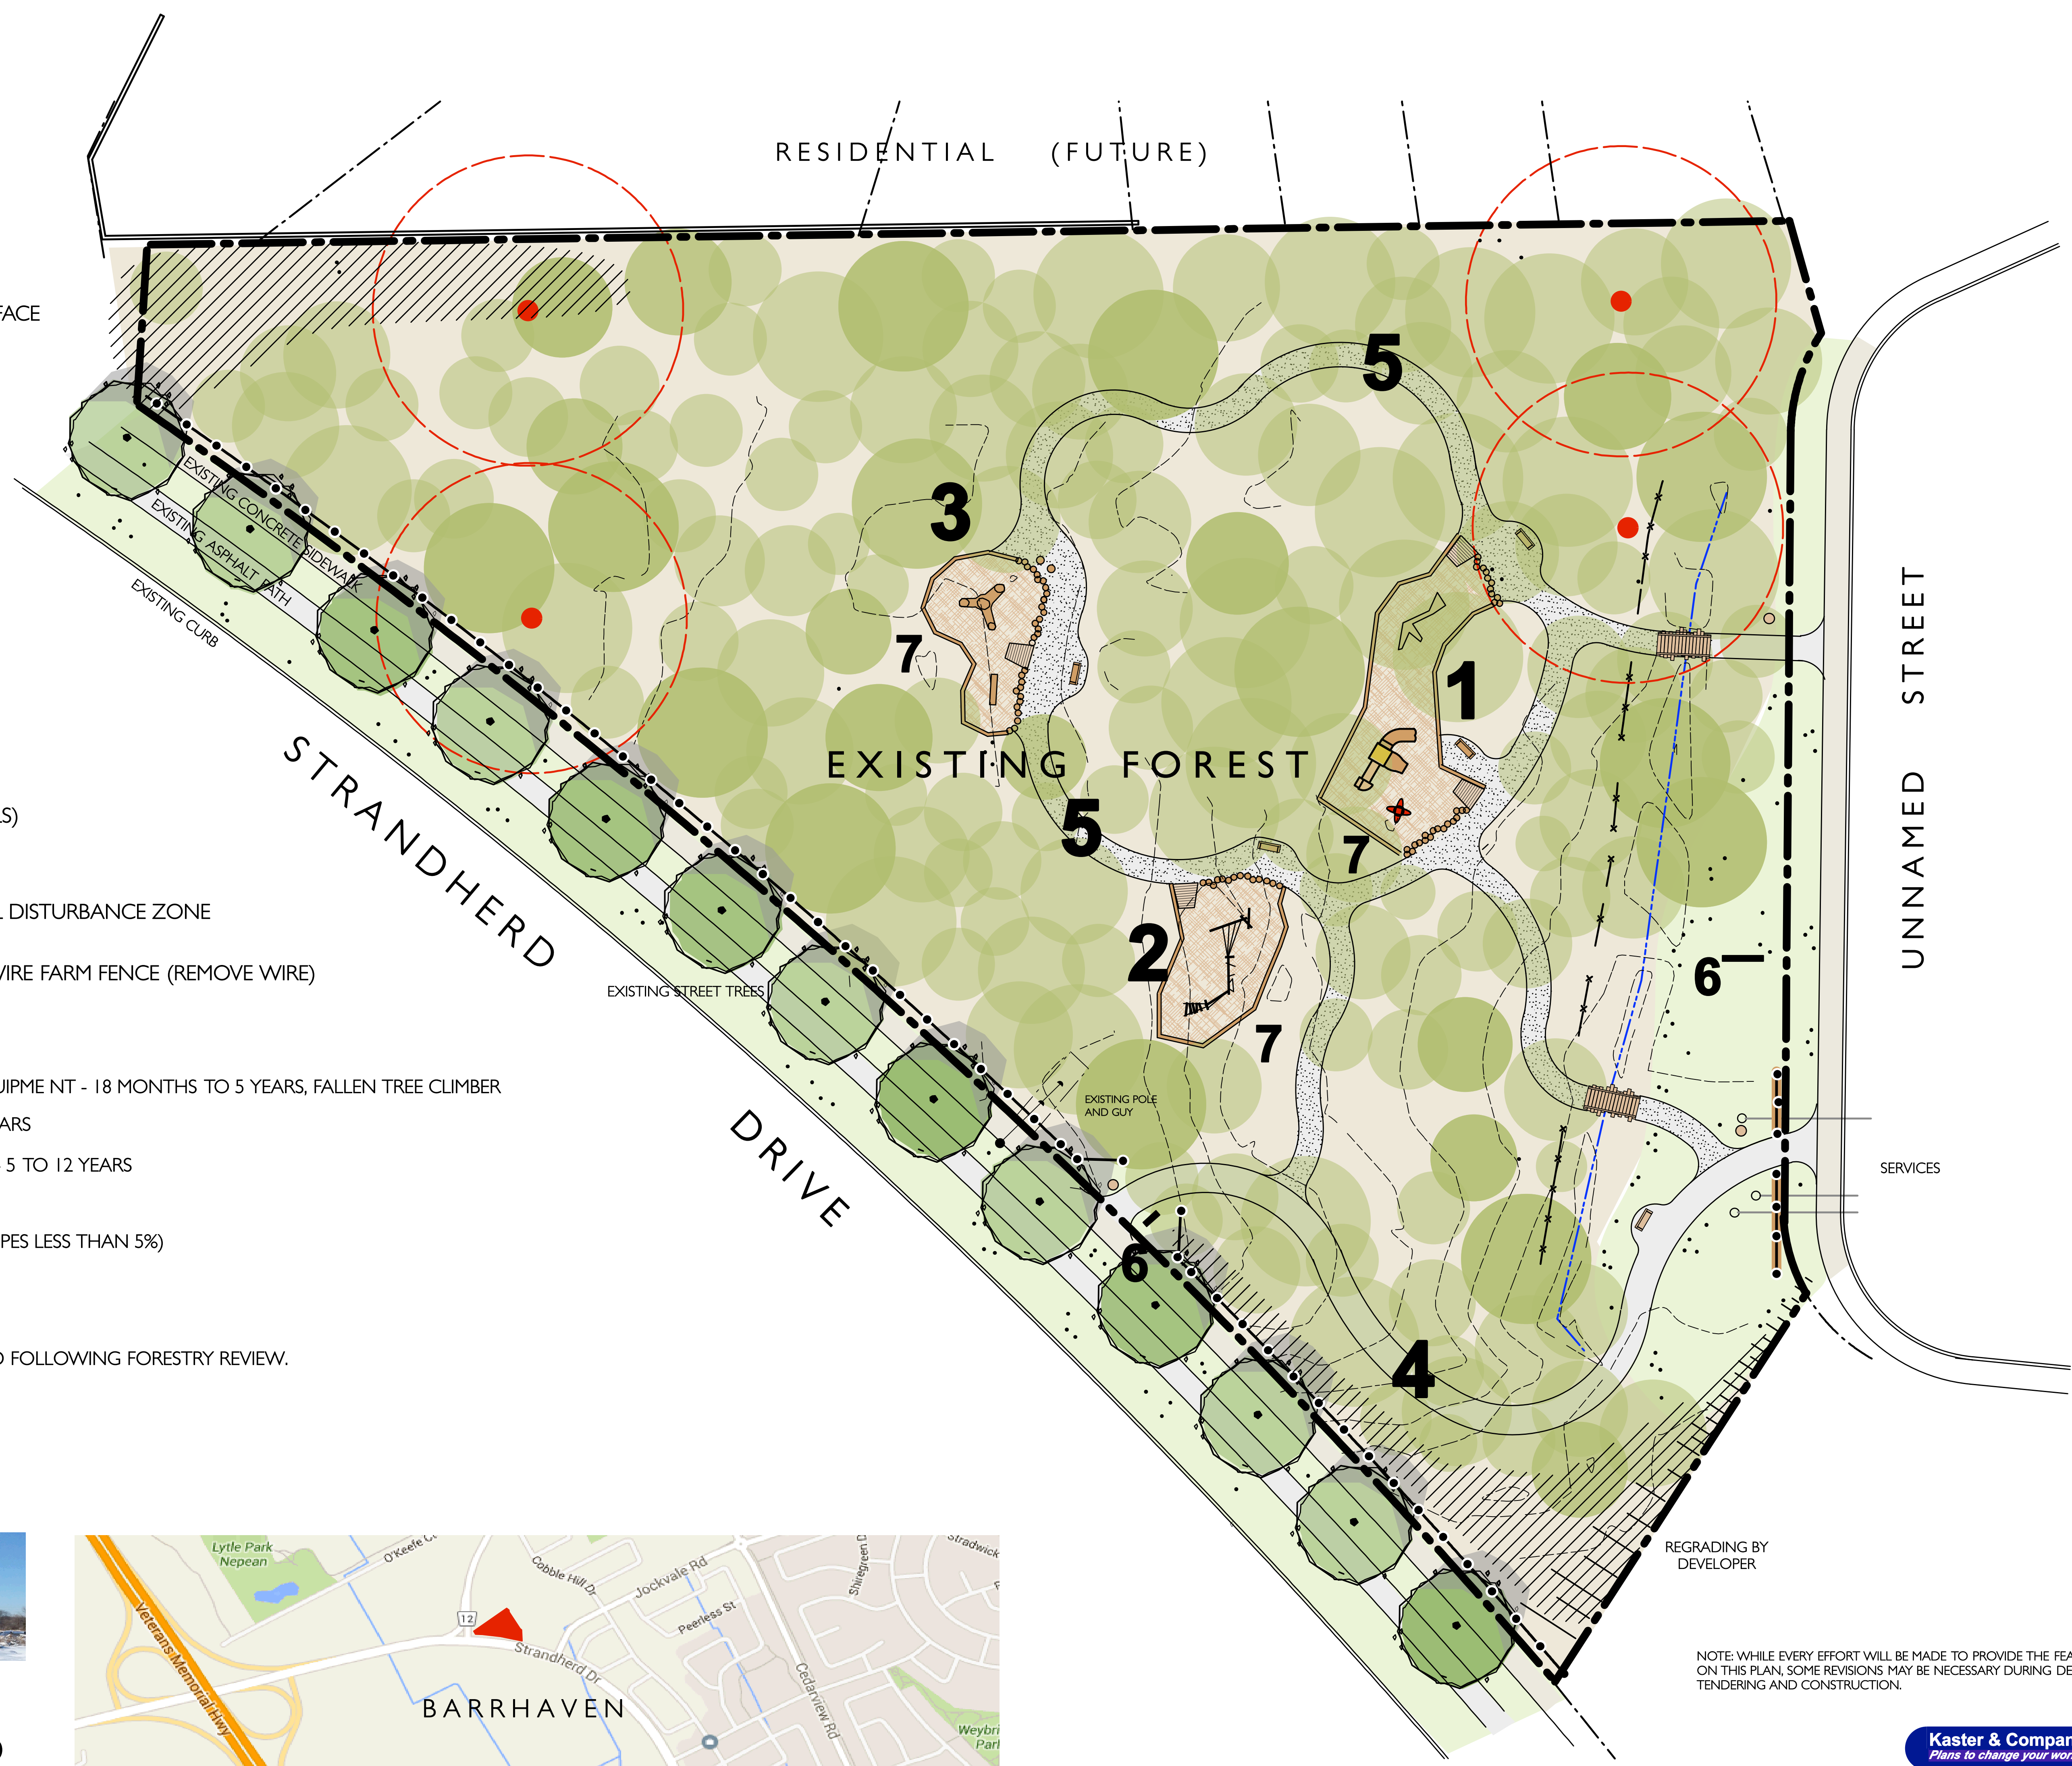 RESIDENTIAL (FUTURE)
FACE
5
3
7
1
EXISTING CONCRETE SIDEWALK
EXISTING ASPHALT PATH
EXISTING CURB
STRANDHERD DRIVE
EXISTING FOREST
5
7
2
7
6
UNNAMED STREET
LS)
L DISTURBANCE ZONE
WIRE FARM FENCE (REMOVE WIRE)
EXISTING STREET TREES
UIPME NT - 18 MONTHS TO 5 YEARS, FALLEN TREE CLIMBER
ARS
5 TO 12 YEARS
PES LESS THAN 5%)
FOLLOWING FORESTRY REVIEW.
EXISTING POLE
AND GUY
SERVICES
6
4
REGRADING BY
DEVELOPER
NOTE: WHILE EVERY EFFORT WILL BE MADE TO PROVIDE THE FEA
ON THIS PLAN, SOME REVISIONS MAY BE NECESSARY DURING DE
TENDERING AND CONSTRUCTION.
Lytle Park
Nepean
O'Keefe C
Cobble Hill Dr
Jockvale Rd
Shiregreen D
Stradwick
12
Peerless St
Veterans Memorial Hwy
Strandherd Dr
Cedarview Rd
BARRHAVEN
Weybri
Park
Kaster & Compan
Plans to change your wor